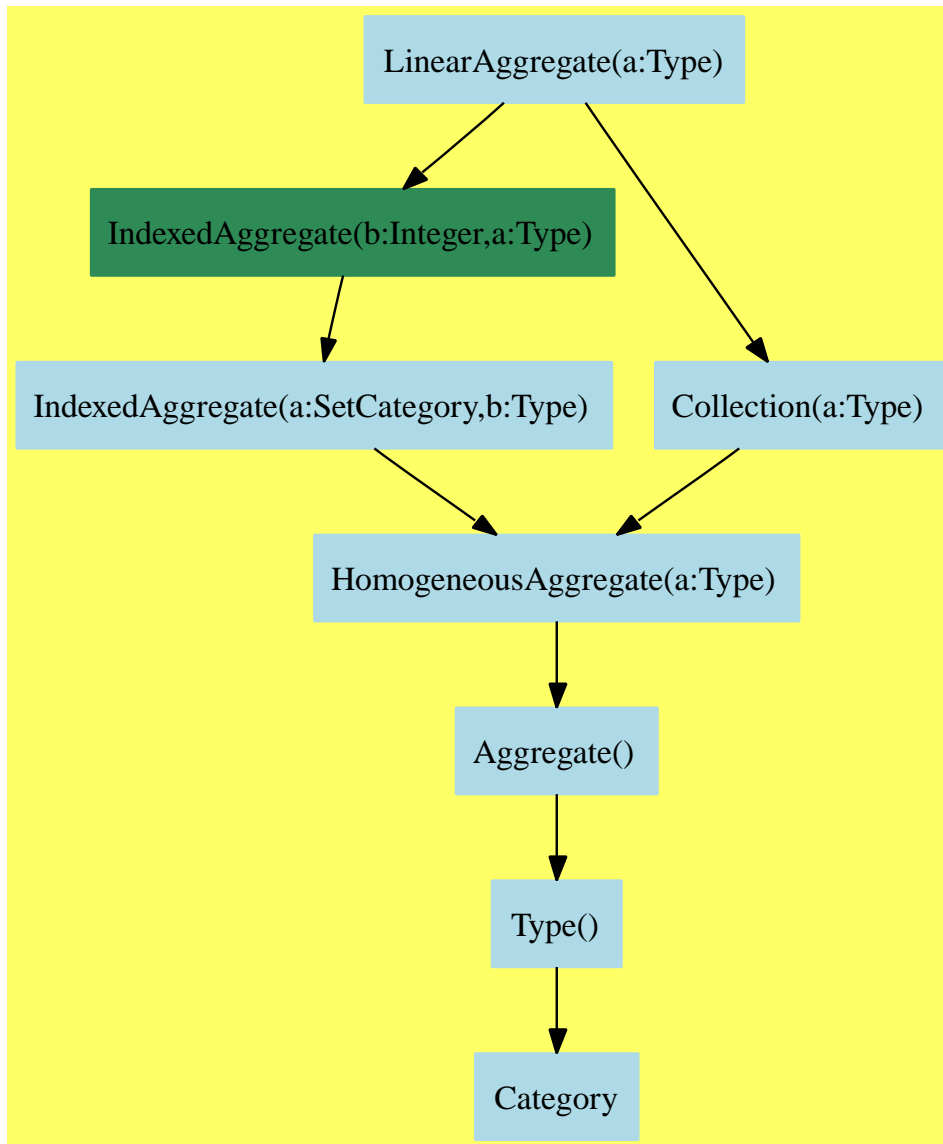 LinearAggregate(a:Type)
IndexedAggregate(b:Integer,a:Type)
IndexedAggregate(a:SetCategory,b:Type)
Collection(a:Type)
HomogeneousAggregate(a:Type)
Aggregate()
Type()
Category